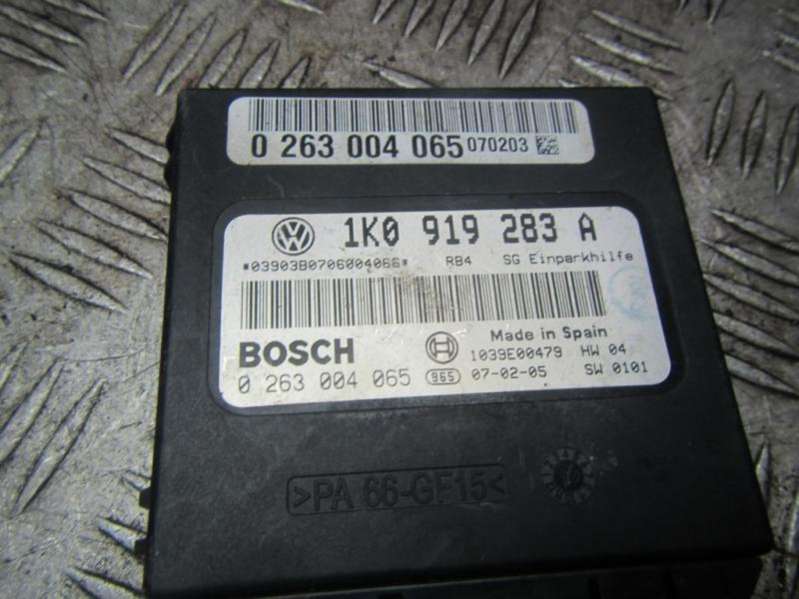 0 263 004 065 070203
1K0 919 283 A
*03903B0706004066* RB4 SG Einparkhilfe
Made in Spain
BOSCH 1039E00479 HW 04
0 263 004 065 965 07-02-05 SW 0101
>PA 66-GF15<